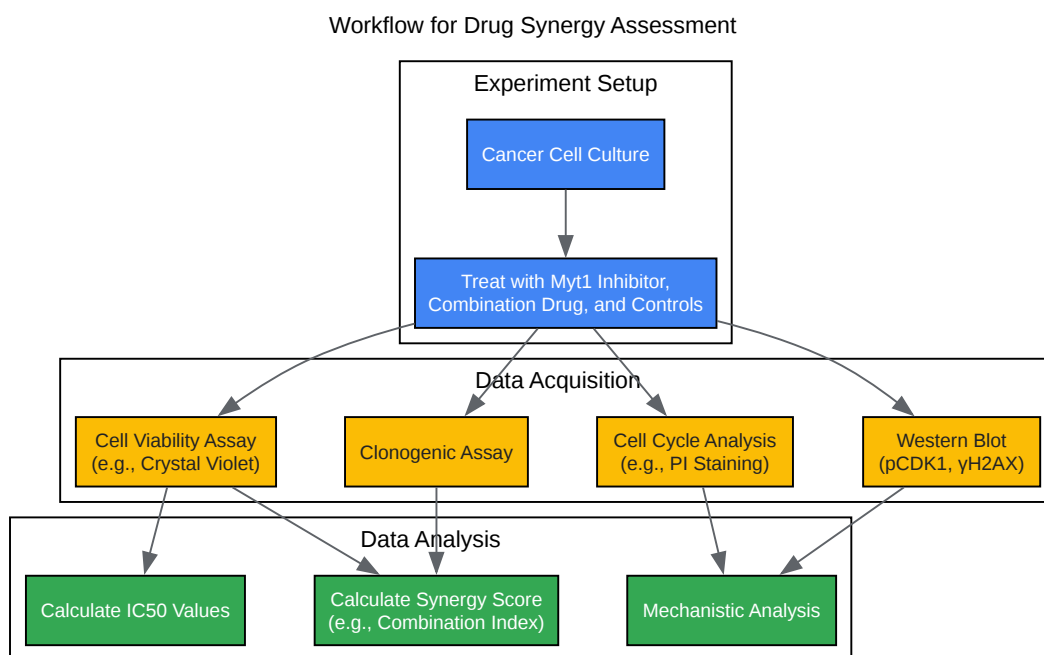 Workflow for Drug Synergy Assessment
Experiment Setup
Cancer Cell Culture
Treat with Myt1 Inhibitor,
Combination Drug, and Controls
Data Acquisition
Cell Viability Assay
(e.g., Crystal Violet)
Clonogenic Assay
Cell Cycle Analysis
(e.g., PI Staining)
Western Blot
(pCDK1, γH2AX)
Data Analysis
Calculate IC50 Values
Calculate Synergy Score
(e.g., Combination Index)
Mechanistic Analysis